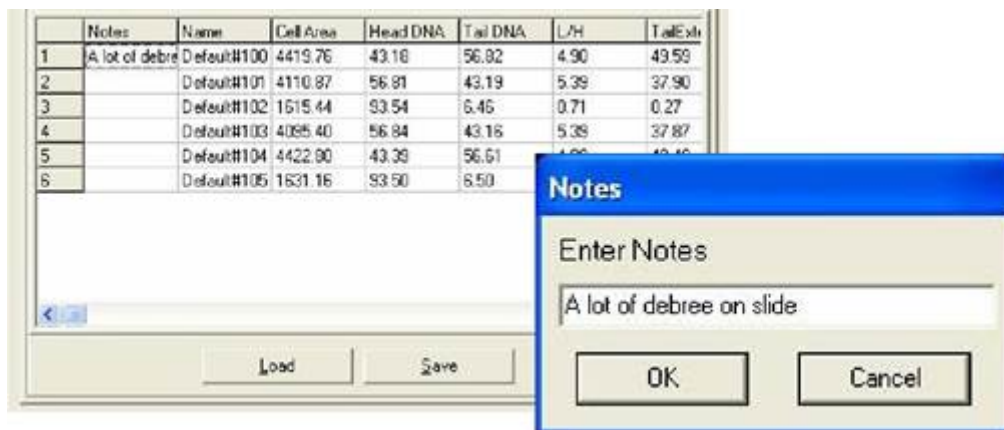 Notes Name Cell Area Head DNA Tail DNA L/H
1 A lot of debre Default#100 4419.76 43.18 56.82 4.90 49.59
2 Default#101 4110.87 56.81 43.19 5.39 37.90
3 Default#102 1615.44 93.54 6.46 0.71 0.27
4 Default#103 4095.40 56.84 43.16 5.39 37.87
5 Default#104 4422.80 43.39 56.61
6 Default#105 1631.16 93.50 6.50
Load Save
Notes
Enter Notes
A lot of debree on slide
OK Cancel